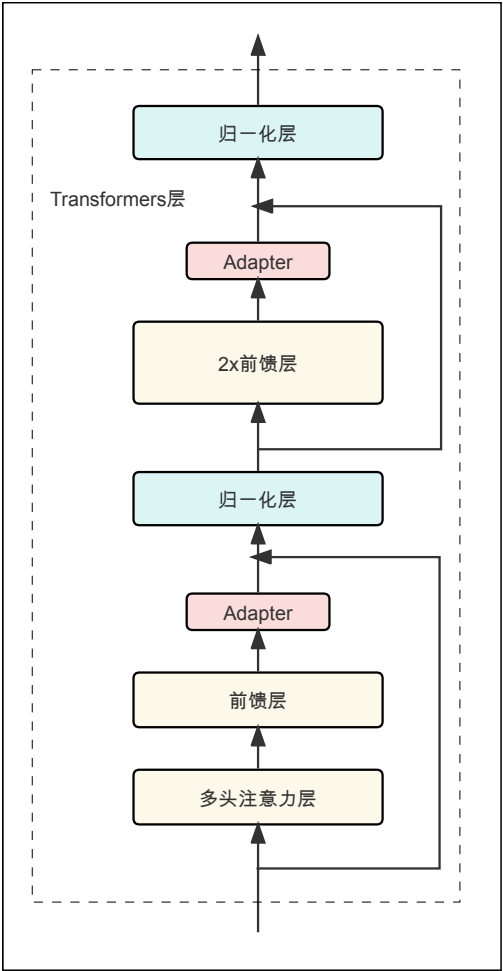 归一化层
Transformers层
Adapter
2x前馈层
归一化层
Adapter
前馈层
多头注意力层